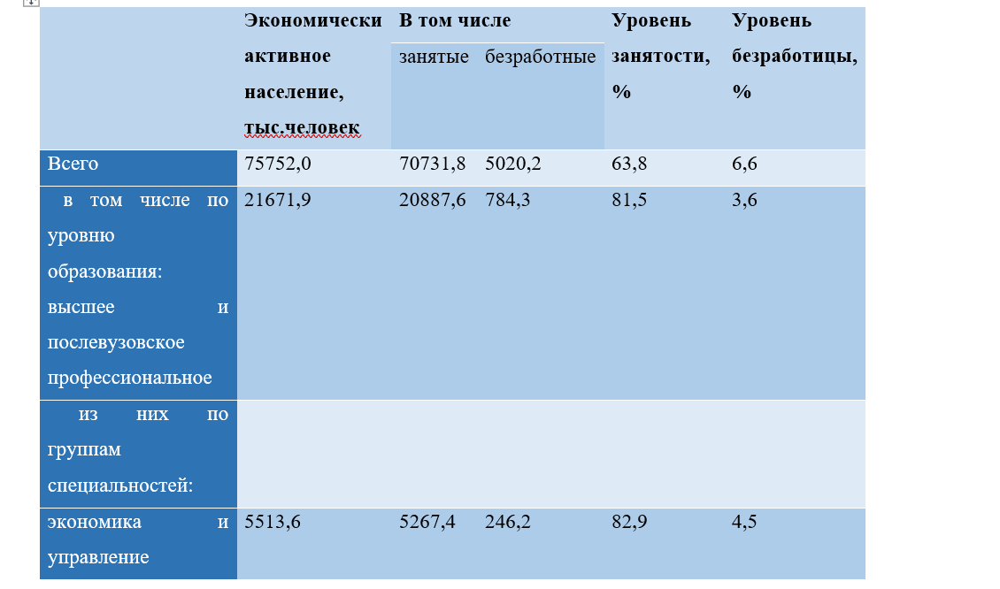 Экономически В том числе Уровень Уровень
активное занятые безработные занятости, безработицы,
население, % %
тыс.человек
Всего 75752,0 70731,8 5020,2 63,8 6,6
в том числе по 21671,9 20887,6 784,3 81,5 3,6
уровню
образования:
высшее и
послевузовское
профессиональное
из них по
группам
специальностей:
экономика и 5513,6 5267,4 246,2 82,9 4,5
управление